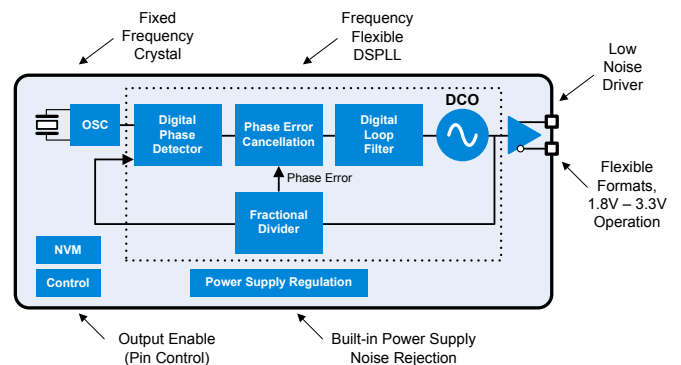 Fixed
Frequency
Crystal
Frequency
Flexible
DSPLL
Low
Noise
Driver
OSC
Digital
Phase
Detector
Phase Error
Cancellation
Digital
Loop
Filter
DCO
Phase Error
Fractional
Divider
Flexible
Formats,
1.8V – 3.3V
Operation
NVM
Control
Power Supply Regulation
Output Enable
(Pin Control)
Built-in Power Supply
Noise Rejection